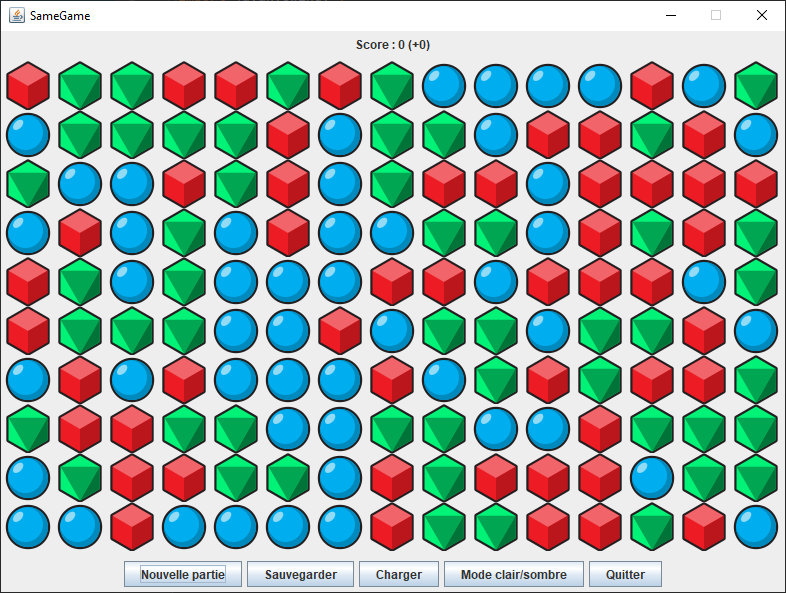 SameGame
Score : 0 (+0)
Nouvelle partie Sauvegarder Charger Mode clair/sombre Quitter